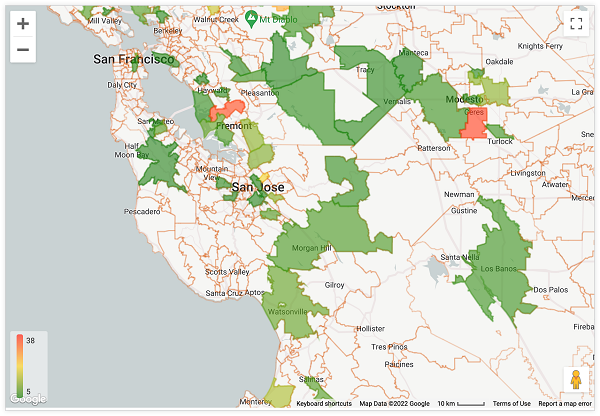 Stockton
Walnut Creek
Mill Valley
Mt Diablo
Berkeley
Knights Ferry
San Francisco
Manteca
Oakdale
Daly City
Hayward
Pleasanton
Tracy
La Gra
Vernalis
Modesto
San Mateo
Fremont
Ceres
Half
Moon Bay
Patterson
Turlock
Mountain
View
Livingston
Atwater
San Jose
Newman
Merce
Pescadero
Gustine
Morgan Hill
Santa Nella
Los Banos
Scotts Valley
Santa Cruz
Aptos
Gilroy
Dos Palos
Watsonville
Hollister
Fireba
Tres Pinos
Paicines
Salinas
Monterey
38
5
Google
Keyboard shortcuts
Map Data ©2022 Google
10 km
Terms of Use
Report a map error